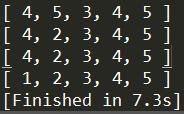 [ 4, 5, 3, 4, 5 ]
[ 4, 2, 3, 4, 5 ]
[ 4, 2, 3, 4, 5 ]
[ 1, 2, 3, 4, 5 ]
[Finished in 7.3s]